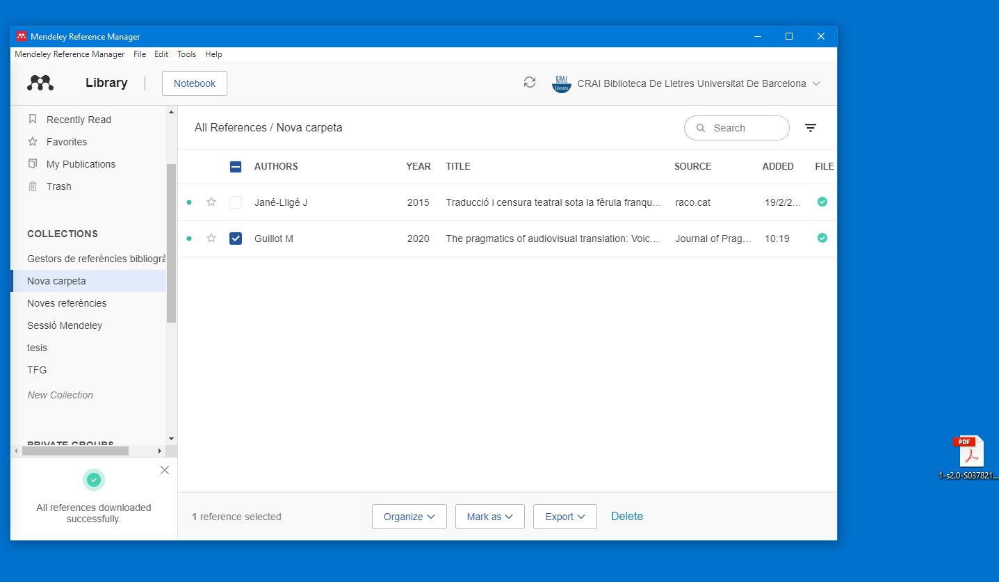 Mendeley Reference Manager
Mendeley Reference Manager File Edit Tools Help
Library Notebook
CRAI Lletres CRAI Biblioteca De Lletres Universitat De Barcelona
Recently Read
Favorites
My Publications
Trash
COLLECTIONS
Gestors de referències bibliogrà
Nova carpeta
Noves referències
Sessió Mendeley
tesis
TFG
New Collection
PRIVATE GROUPS
All references downloaded
successfully.
All References / Nova carpeta
Search
AUTHORS YEAR TITLE SOURCE ADDED FILE
Jané-Lligé J 2015 Traducció i censura teatral sota la fèrula franqu... raco.cat 19/2/2...
Guillot M 2020 The pragmatics of audiovisual translation: Voic... Journal of Prag... 10:19
1 reference selected Organize Mark as Export Delete
PDF
1-s2.0-S037821...